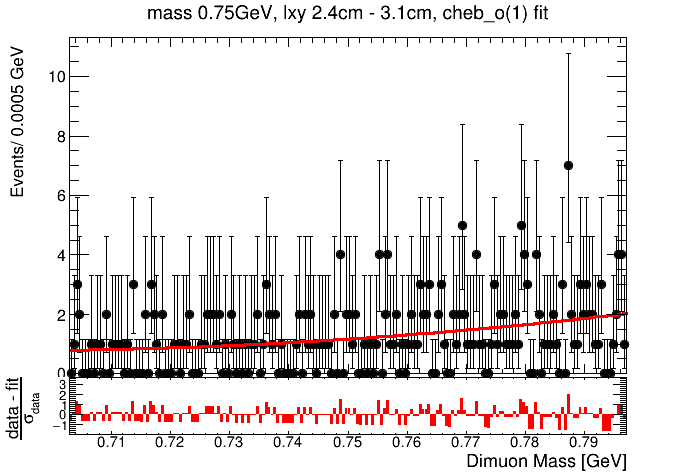 mass 0.75GeV, lxy 2.4cm - 3.1cm, cheb_o(1) fit
Events/ 0.0005 GeV
10
8
6
4
2
0
data - fit
σdata
3
2
1
0
−1
0.71 0.72 0.73 0.74 0.75 0.76 0.77 0.78 0.79
Dimuon Mass [GeV]